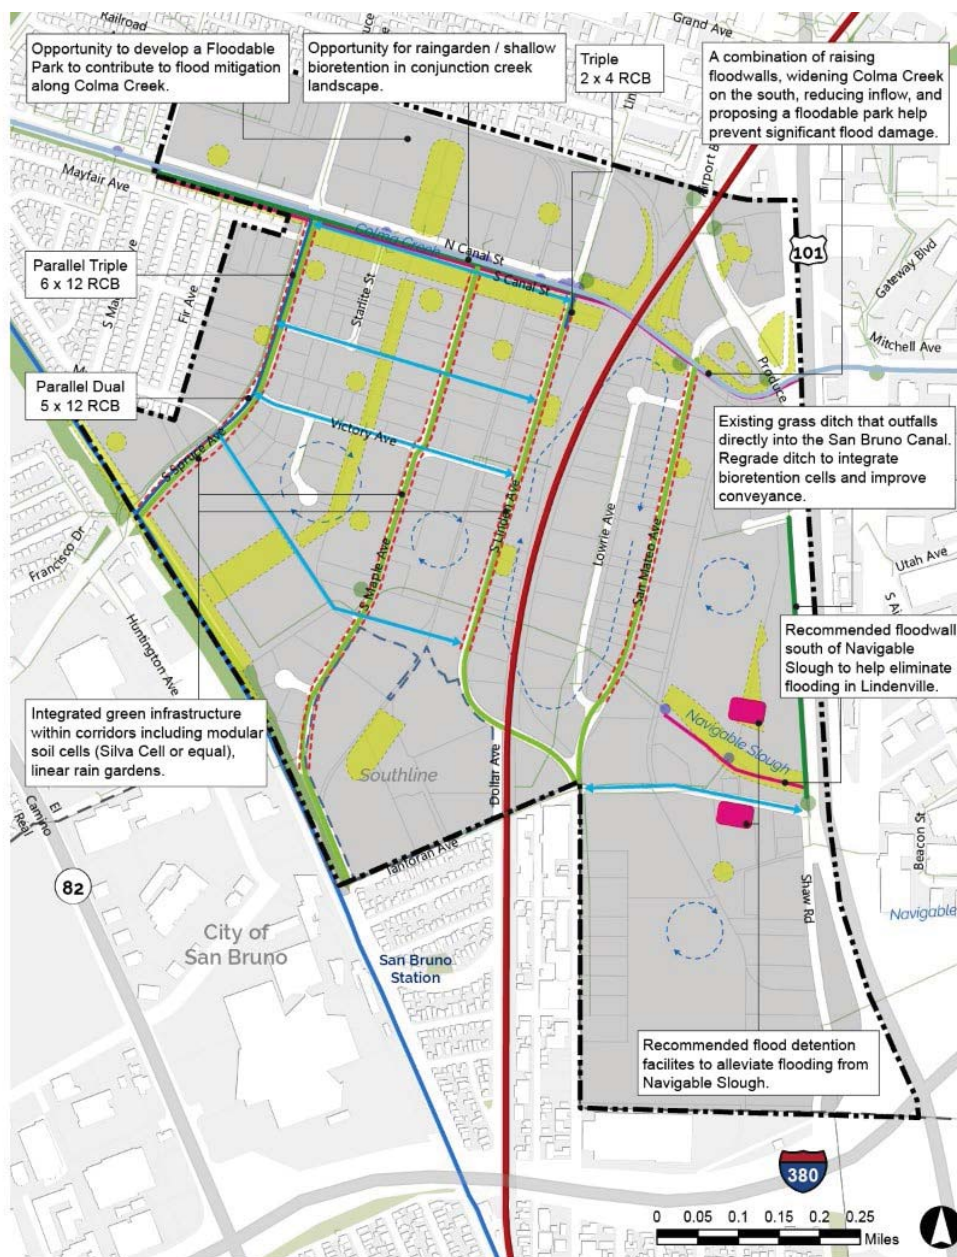 Railroad
Grand Ave
Opportunity to develop a Floodable
Park to contribute to flood mitigation
along Colma Creek.
Opportunity for raingarden / shallow
bioretention in conjunction creek
landscape.
Triple
2 x 4 RCB
A combination of raising
floodwalls, widening Colma Creek
on the south, reducing inflow, and
proposing a floodable park help
prevent significant flood damage.
Airport B
Mayfair Ave
Colma Creek
N Canal St
S Canal St
101
Gateway Blvd
Mitchell Ave
Produce
Parallel Triple
6 x 12 RCB
Fir Ave
Starlite St
Parallel Dual
5 x 12 RCB
Victory Ave
S Spruce Ave
S Maple Ave
S Linden Ave
Lowrie Ave
San Mateo Ave
Existing grass ditch that outfalls
directly into the San Bruno Canal.
Regrade ditch to integrate
bioretention cells and improve
conveyance.
Utah Ave
Francisco Dr
Huntington Ave
Recommended floodwall
south of Navigable
Slough to help eliminate
flooding in Lindenville.
Integrated green infrastructure
within corridors including modular
soil cells (Silva Cell or equal),
linear rain gardens.
Navigable Slough
Southline
Dollar Ave
Tanforan Ave
El
Camino
Real
82
Shaw Rd
Beacon St
Navigable
City of
San Bruno
San Bruno
Station
Recommended flood detention
facilites to alleviate flooding from
Navigable Slough.
380
0 0.05 0.1 0.15 0.2 0.25
Miles